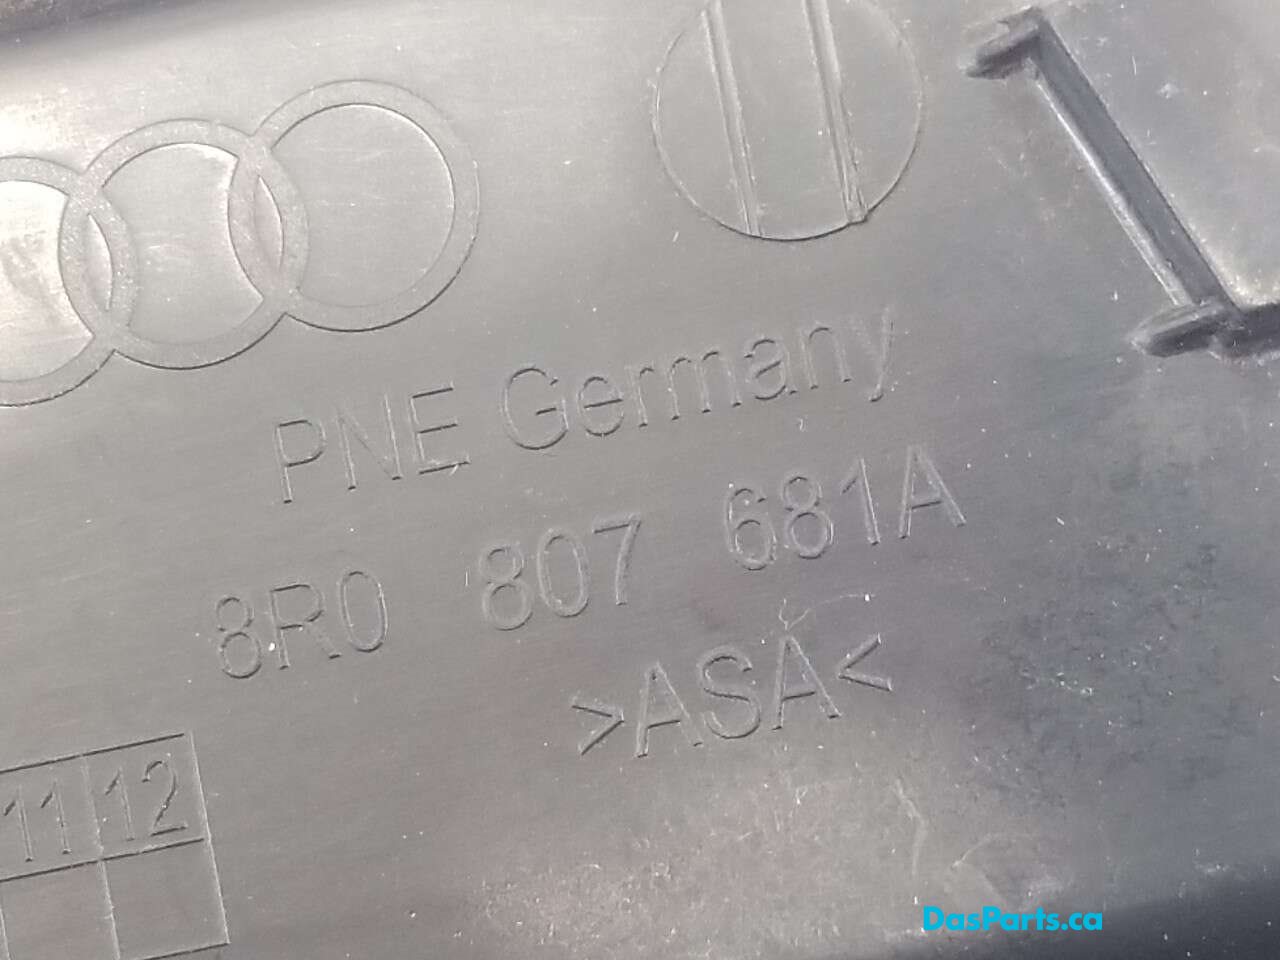 PNE Germany
8R0 807 681A
>ASA<
11 12
DasParts.ca